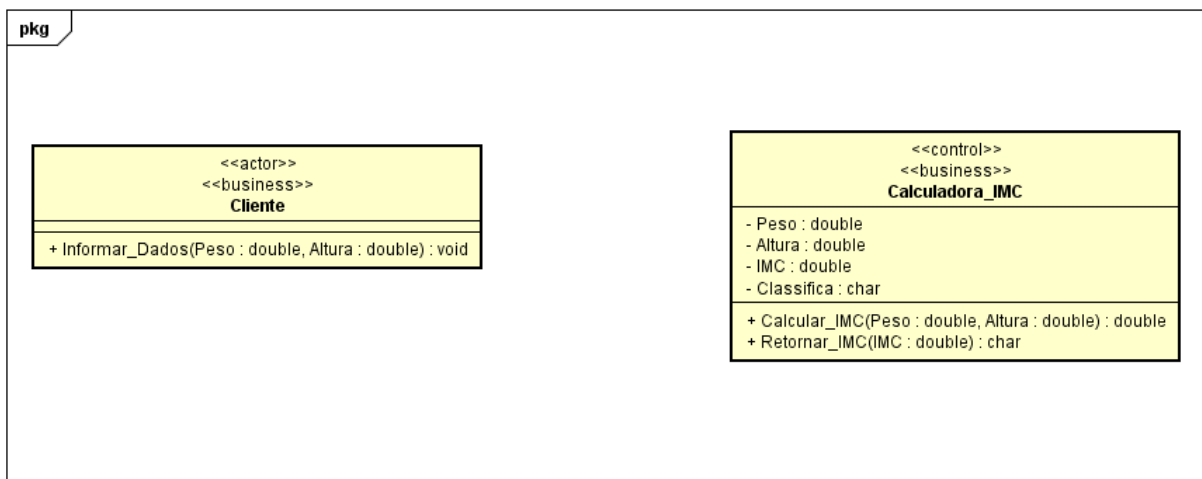 pkg
<<actor>>
<<business>>
Cliente
+ Informar_Dados(Peso : double, Altura : double) : void
<<control>>
<<business>>
Calculadora_IMC
- Peso : double
- Altura : double
- IMC : double
- Classifica : char
+ Calcular_IMC(Peso : double, Altura : double) : double
+ Retornar_IMC(IMC : double) : char